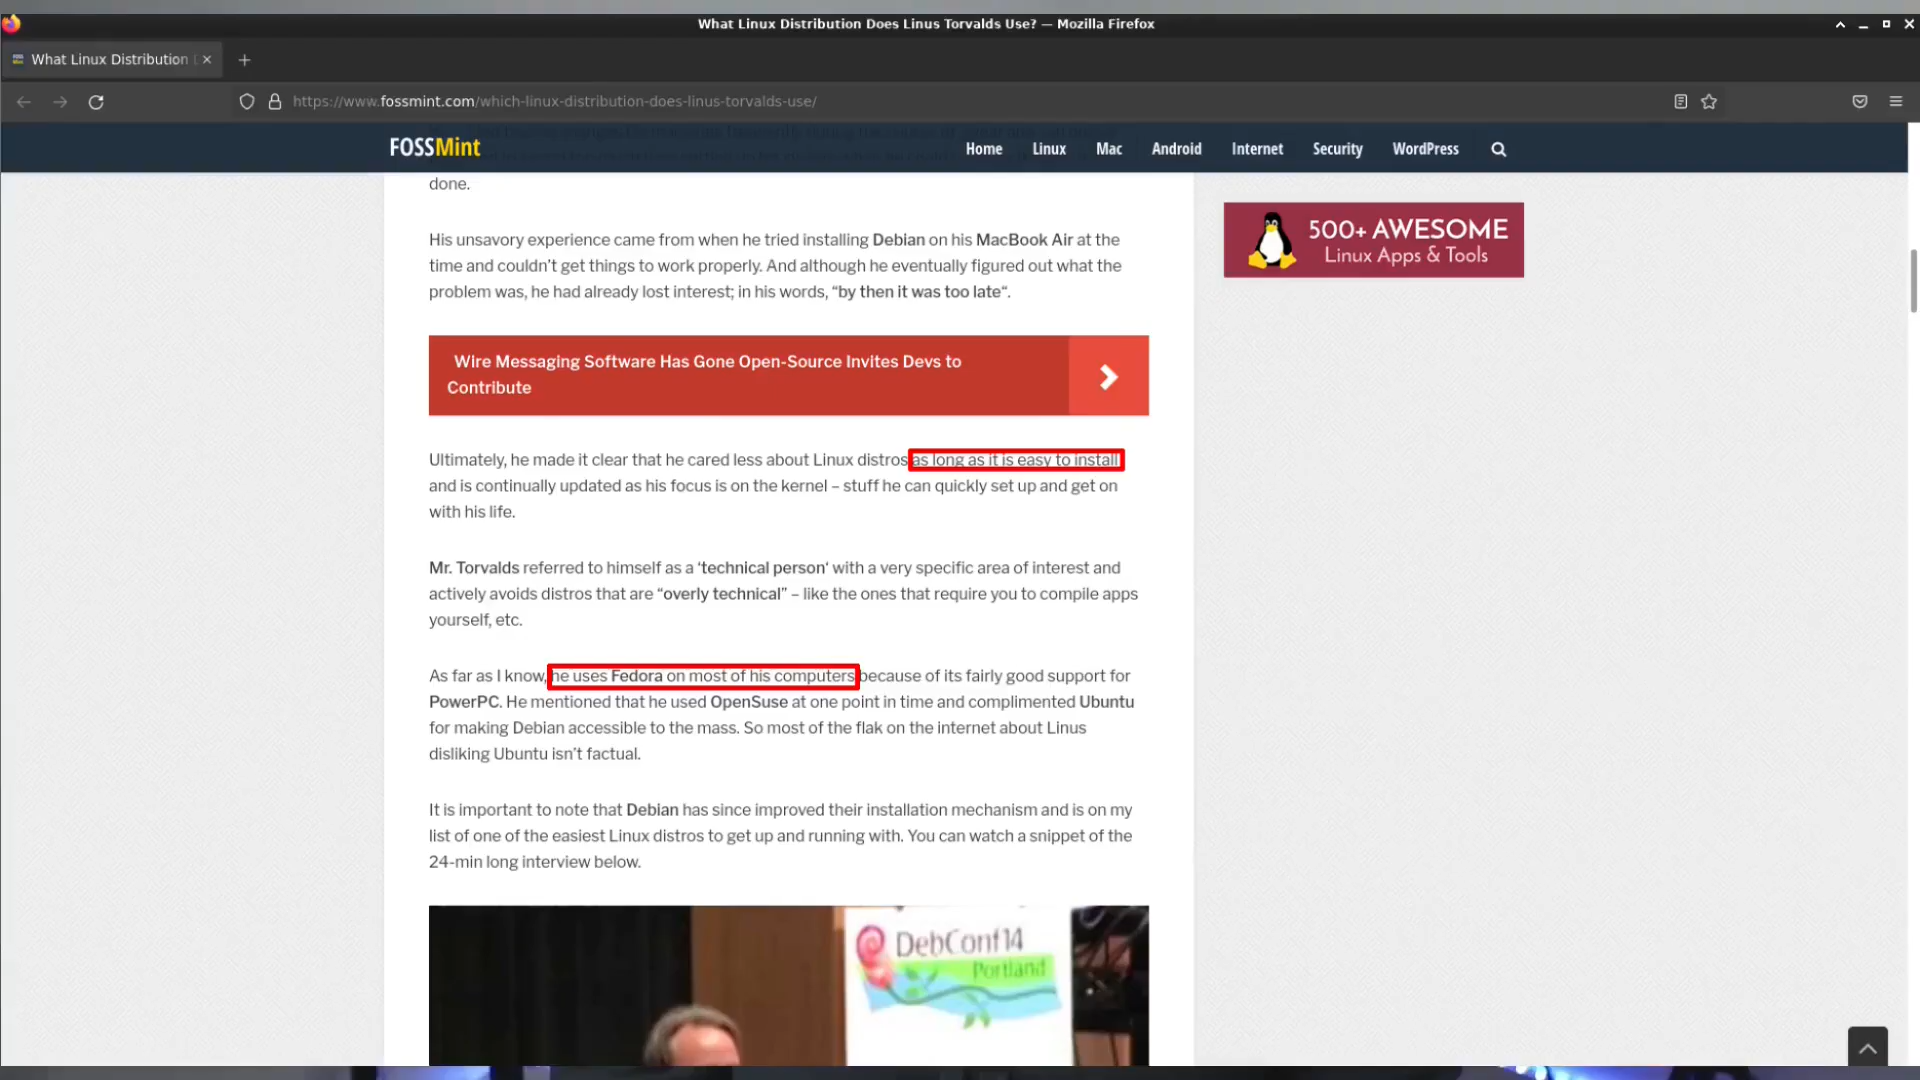 What Linux Distribution Does Linus Torvalds Use? — Mozilla Firefox
What Linux Distribution
https://www.fossmint.com/which-linux-distribution-does-linus-torvalds-use/
FOSSMint
Home Linux Mac Android Internet Security WordPress
done.
His unsavory experience came from when he tried installing Debian on his MacBook Air at the
time and couldn’t get things to work properly. And although he eventually figured out what the
problem was, he had already lost interest; in his words, “by then it was too late“.
Wire Messaging Software Has Gone Open-Source Invites Devs to
Contribute
Ultimately, he made it clear that he cared less about Linux distros as long as it is easy to install
and is continually updated as his focus is on the kernel – stuff he can quickly set up and get on
with his life.
Mr. Torvalds referred to himself as a ‘technical person‘ with a very specific area of interest and
actively avoids distros that are “overly technical” – like the ones that require you to compile apps
yourself, etc.
As far as I know, he uses Fedora on most of his computers because of its fairly good support for
PowerPC. He mentioned that he used OpenSuse at one point in time and complimented Ubuntu
for making Debian accessible to the mass. So most of the flak on the internet about Linus
disliking Ubuntu isn’t factual.
It is important to note that Debian has since improved their installation mechanism and is on my
list of one of the easiest Linux distros to get up and running with. You can watch a snippet of the
24-min long interview below.
DebConf14
Portland
500+ AWESOME
Linux Apps & Tools